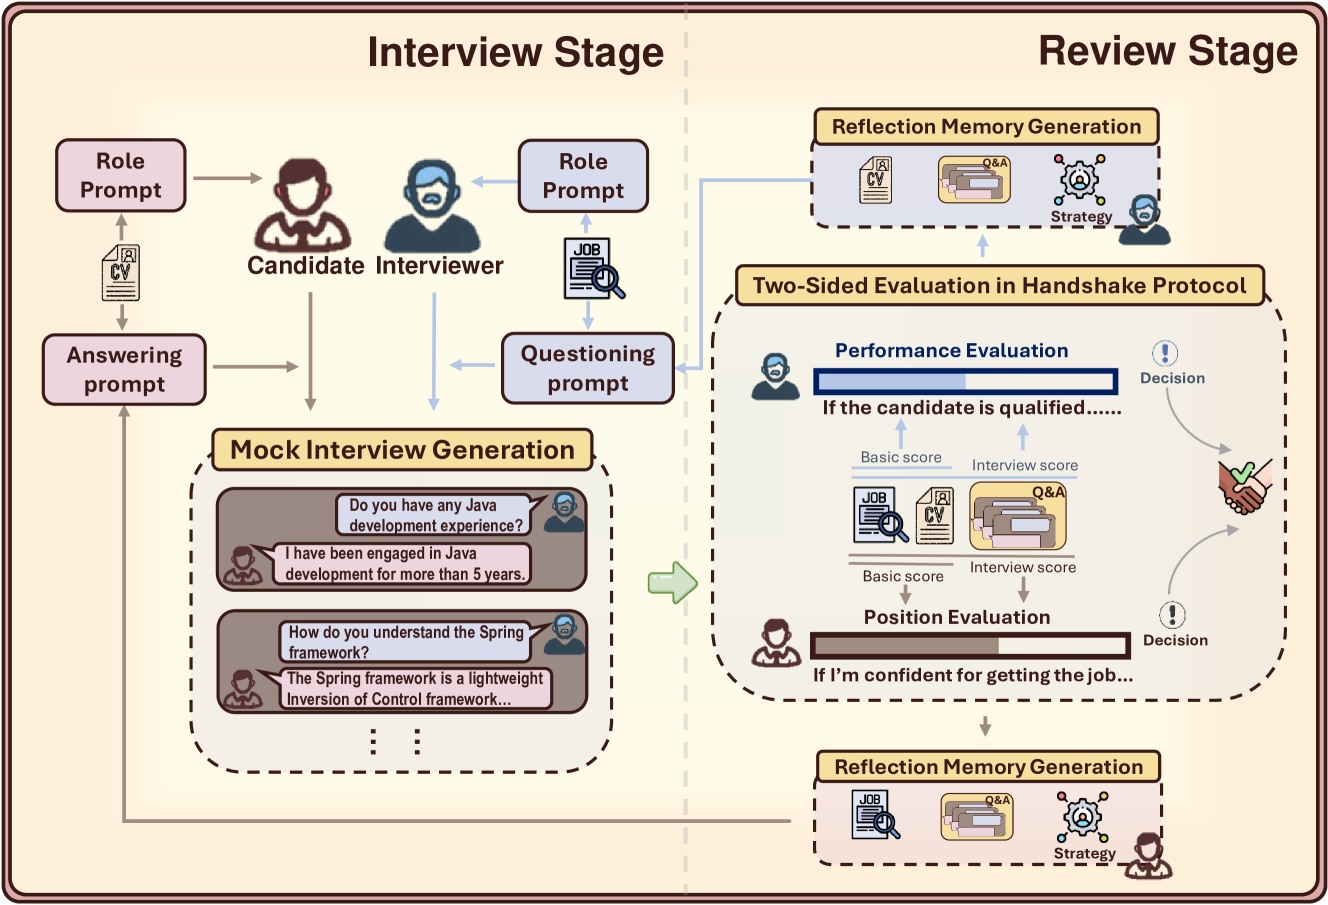 Interview Stage
Review Stage
Role
Prompt
CV
Answering
prompt
Candidate
Interviewer
Role
Prompt
JOB
Questioning
prompt
Mock Interview Generation
Do you have any Java
development experience?
I have been engaged in Java
development for more than 5 years.
How do you understand the Spring
framework?
The Spring framework is a lightweight
Inversion of Control framework...
Reflection Memory Generation
CV
Q&A
Strategy
Two-Sided Evaluation in Handshake Protocol
Performance Evaluation
If the candidate is qualified......
Decision
Basic score
Interview score
JOB
CV
Q&A
Basic score
Interview score
Position Evaluation
If I'm confident for getting the job...
Decision
Reflection Memory Generation
JOB
Q&A
Strategy